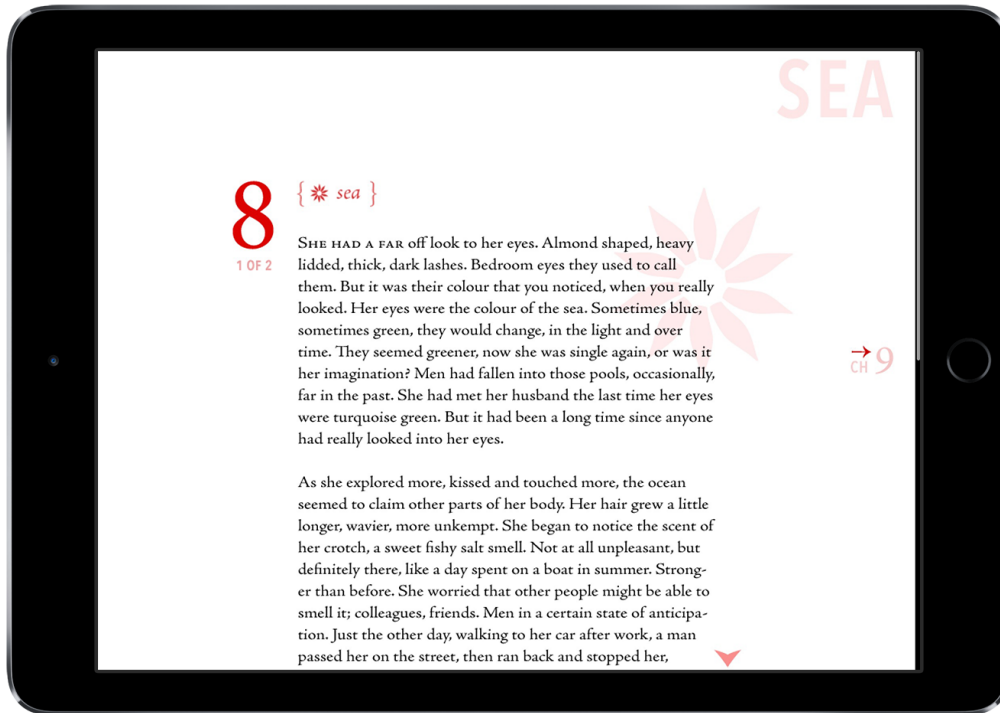 SEA
8
{ sea }
1 OF 2
SHE HAD A FAR off look to her eyes. Almond shaped, heavy
lidded, thick, dark lashes. Bedroom eyes they used to call
them. But it was their colour that you noticed, when you really
looked. Her eyes were the colour of the sea. Sometimes blue,
sometimes green, they would change, in the light and over
time. They seemed greener, now she was single again, or was it
her imagination? Men had fallen into those pools, occasionally,
far in the past. She had met her husband the last time her eyes
were turquoise green. But it had been a long time since anyone
had really looked into her eyes.
→
CH 9
As she explored more, kissed and touched more, the ocean
seemed to claim other parts of her body. Her hair grew a little
longer, wavier, more unkempt. She began to notice the scent of
her crotch, a sweet fishy salt smell. Not at all unpleasant, but
definitely there, like a day spent on a boat in summer. Strong-
er than before. She worried that other people might be able to
smell it; colleagues, friends. Men in a certain state of anticipa-
tion. Just the other day, walking to her car after work, a man
passed her on the street, then ran back and stopped her,